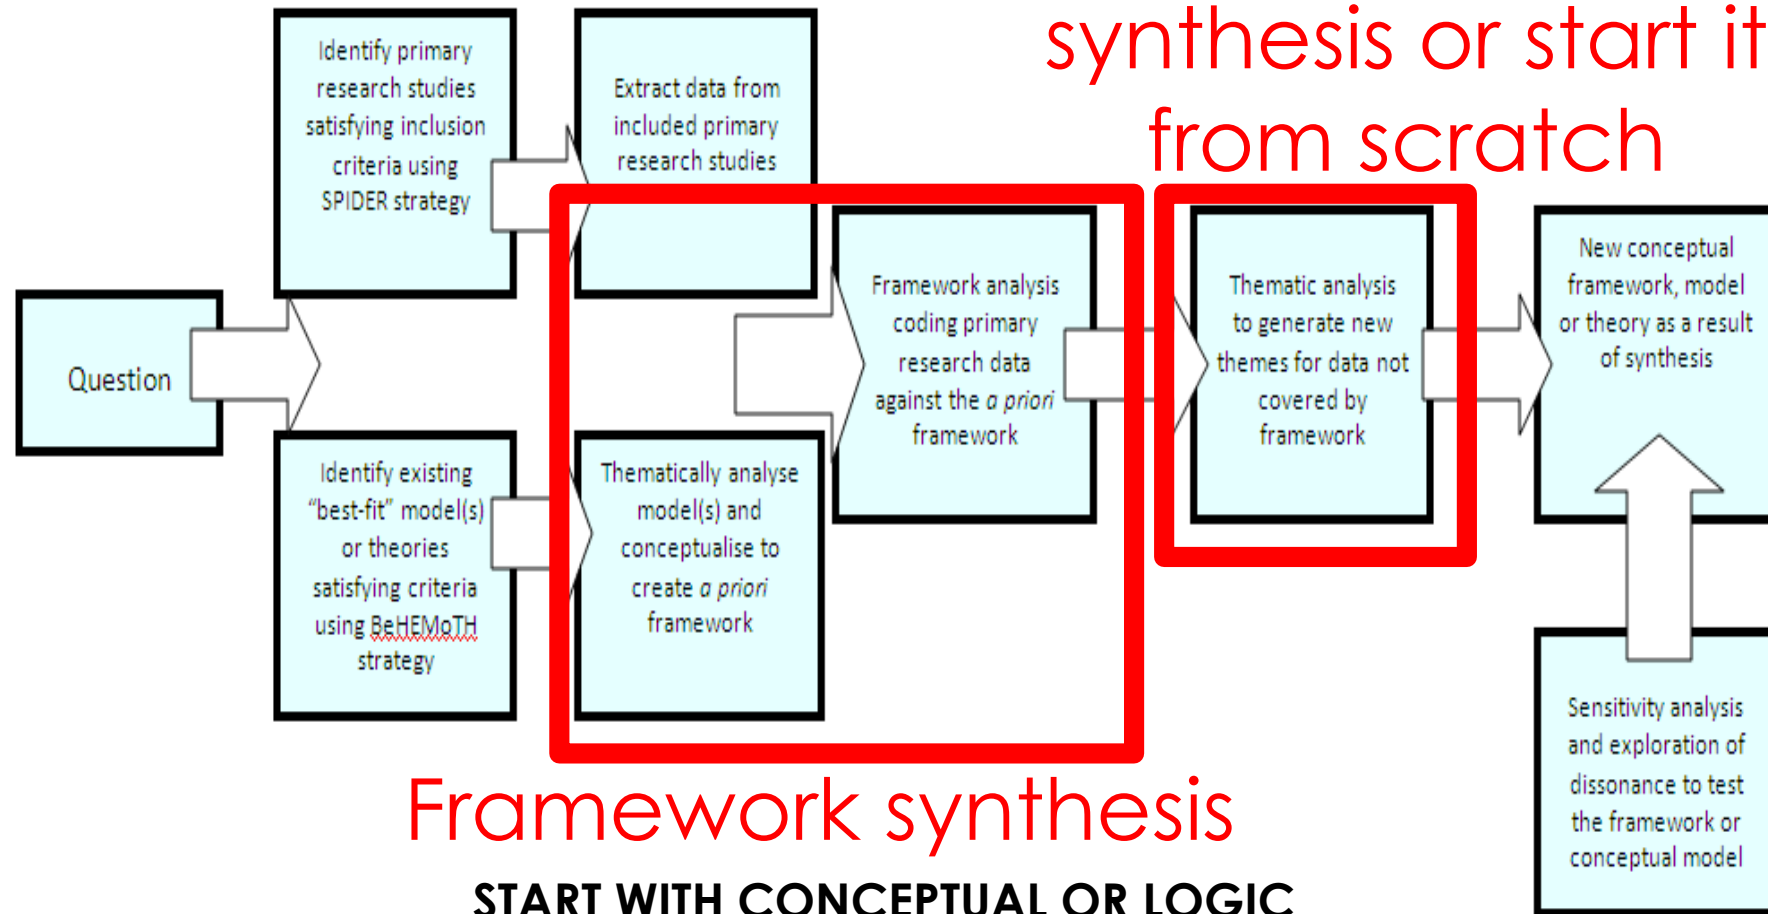 synthesis or start it
from scratch
Identify primary
research studies
satisfying inclusion
criteria using
SPIDER strategy
Extract data from
included primary
research studies
Question
Framework analysis
coding primary
research data
against the a priori
framework
Thematic analysis
to generate new
themes for data not
covered by
framework
New conceptual
framework, model
or theory as a result
of synthesis
Identify existing
“best-fit” model(s)
or theories
satisfying criteria
using BeHEMoTH
strategy
Thematically analyse
model(s) and
conceptualise to
create a priori
framework
Sensitivity analysis
and exploration of
dissonance to test
the framework or
conceptual model
Framework synthesis
START WITH CONCEPTUAL OR LOGIC